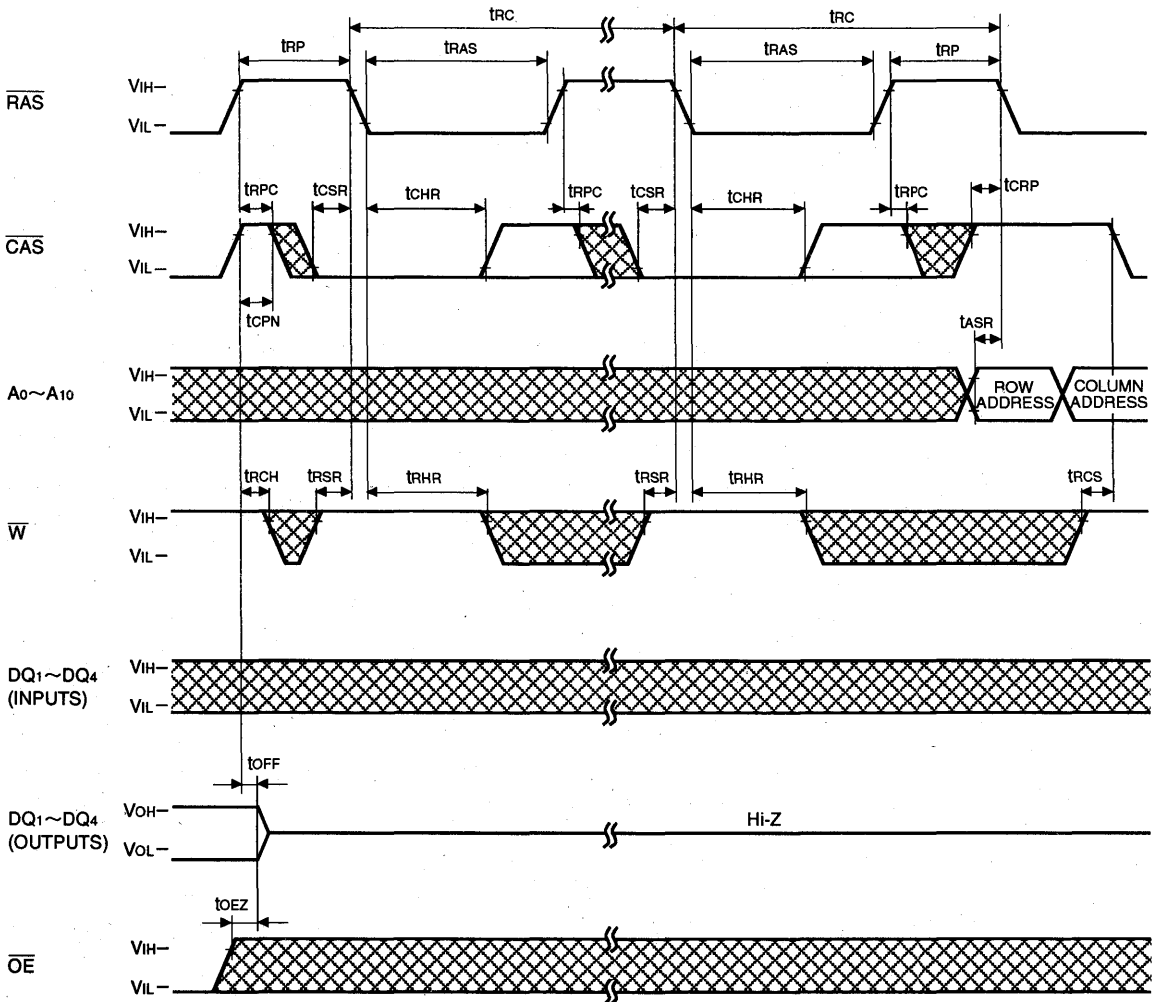 tRC tRC
tRP tRAS tRAS tRP
RAS VIH
VIL
tRPC tCSR tCHR tRPC tCSR tCHR tRPC tCRP
CAS VIH
VIL
tCPN tASR
A0~A10 VIH
VIL
ROW ADDRESS
COLUMN ADDRESS
tRCH tRSR tRHR tRSR tRHR tRCS
W VIH
VIL
DQ1~DQ4 VIH
(INPUTS) VIL
tOFF
DQ1~DQ4 VOH
(OUTPUTS) VOL
Hi-Z
tOEZ
OE VIH
VIL